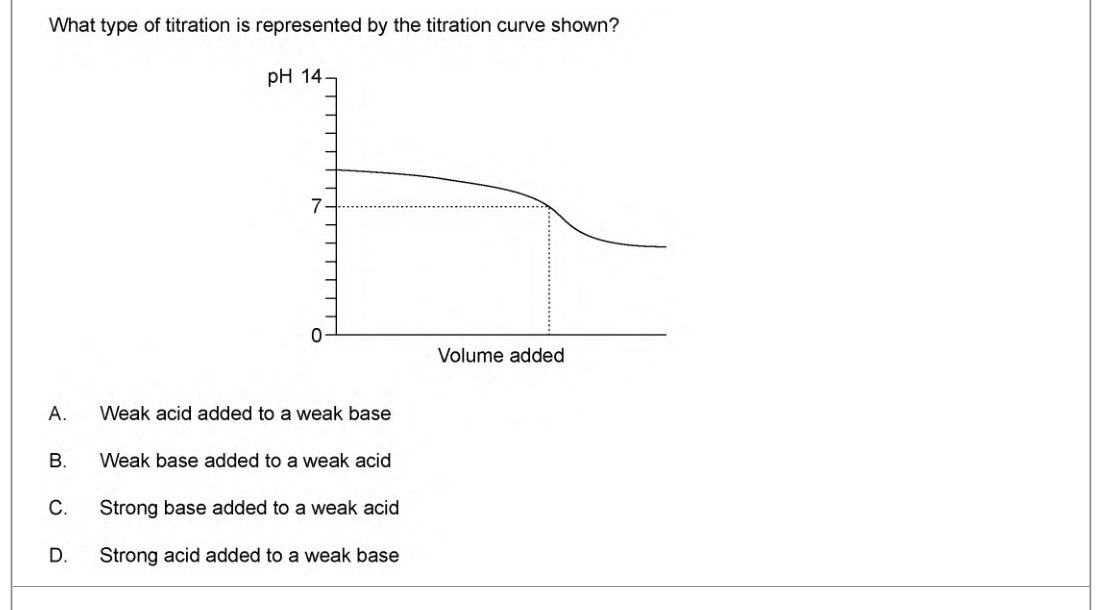 What type of titration is represented by the titration curve shown?
pH 14
7
0
Volume added
A. Weak acid added to a weak base
B. Weak base added to a weak acid
C. Strong base added to a weak acid
D. Strong acid added to a weak base